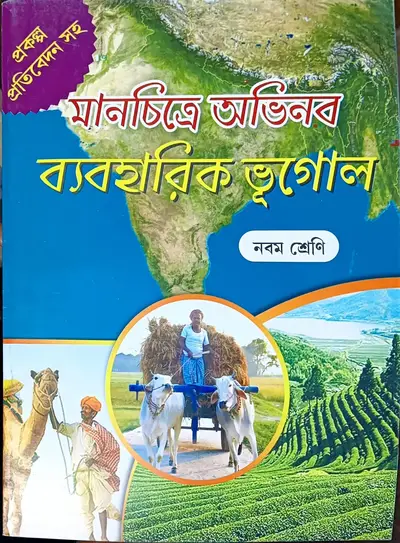 প্রকল্প
প্রতিবেদন সহ
মানচিত্রে অভিনব
ব্যবহারিক ভূগোল
নবম শ্রেণি